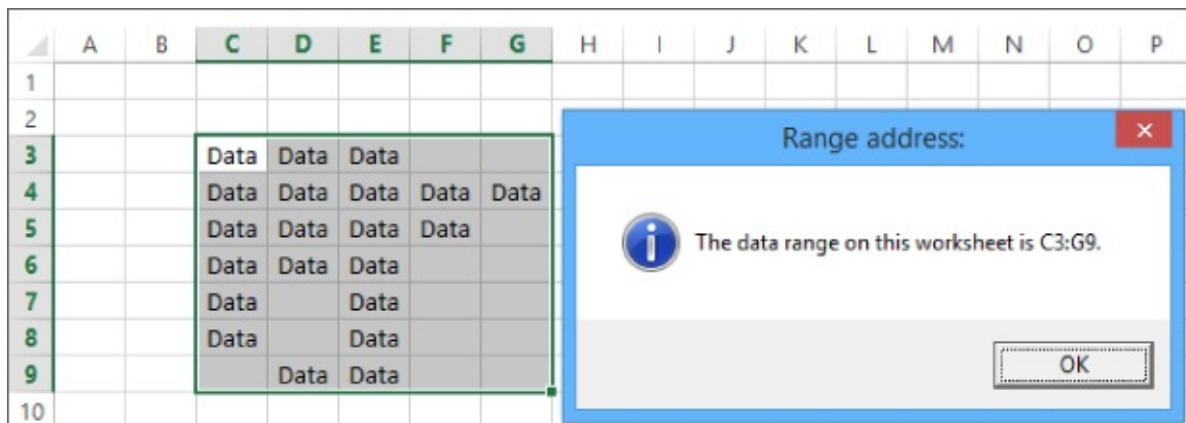 A B C D E F G H I J K L M N O P
1
2
Range address:
3 Data Data Data
4 Data Data Data Data Data
5 Data Data Data Data
The data range on this worksheet is C3:G9.
6 Data Data Data
7 Data Data
8 Data Data
9 Data Data
OK
10